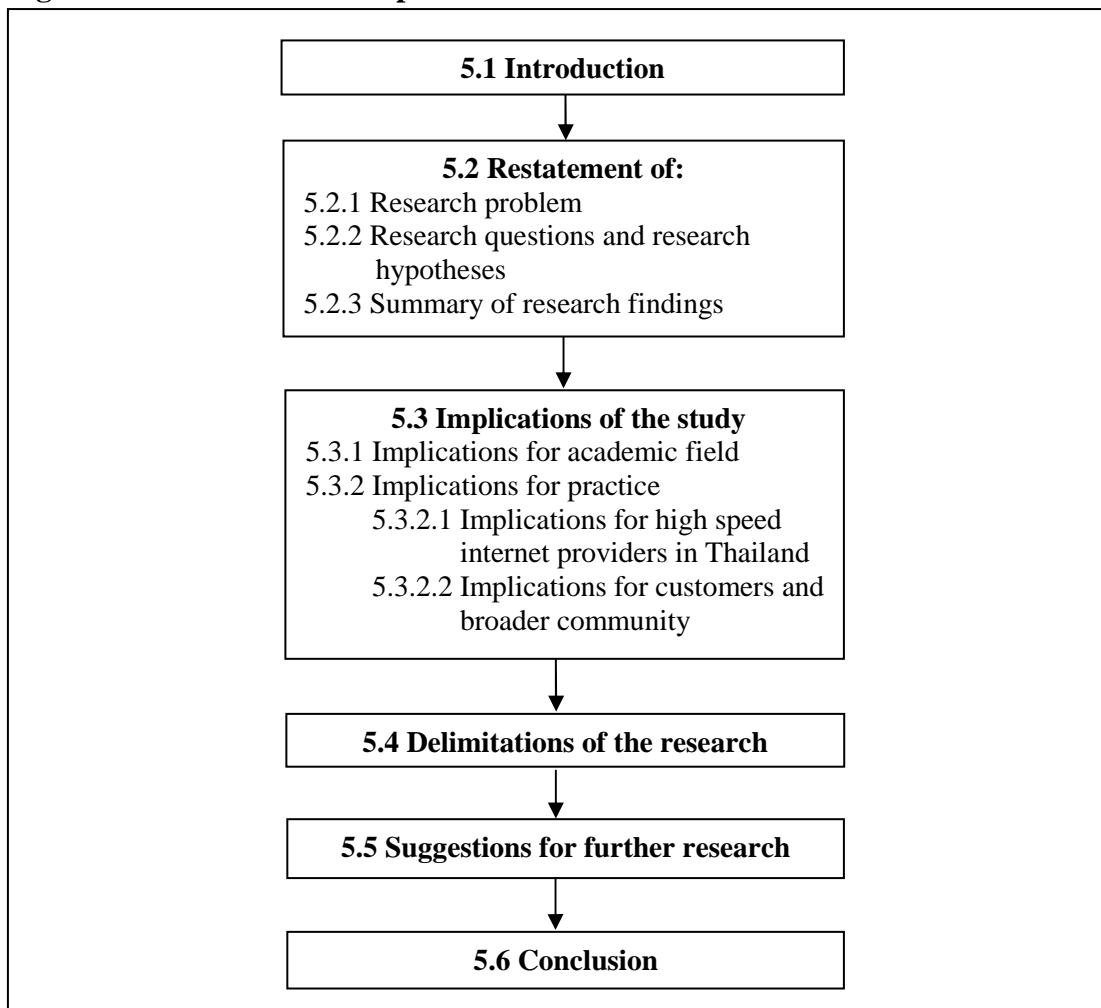 5.1 Introduction
5.2 Restatement of:
5.2.1 Research problem
5.2.2 Research questions and research
hypotheses
5.2.3 Summary of research findings
5.3 Implications of the study
5.3.1 Implications for academic field
5.3.2 Implications for practice
5.3.2.1 Implications for high speed
internet providers in Thailand
5.3.2.2 Implications for customers and
broader community
5.4 Delimitations of the research
5.5 Suggestions for further research
5.6 Conclusion